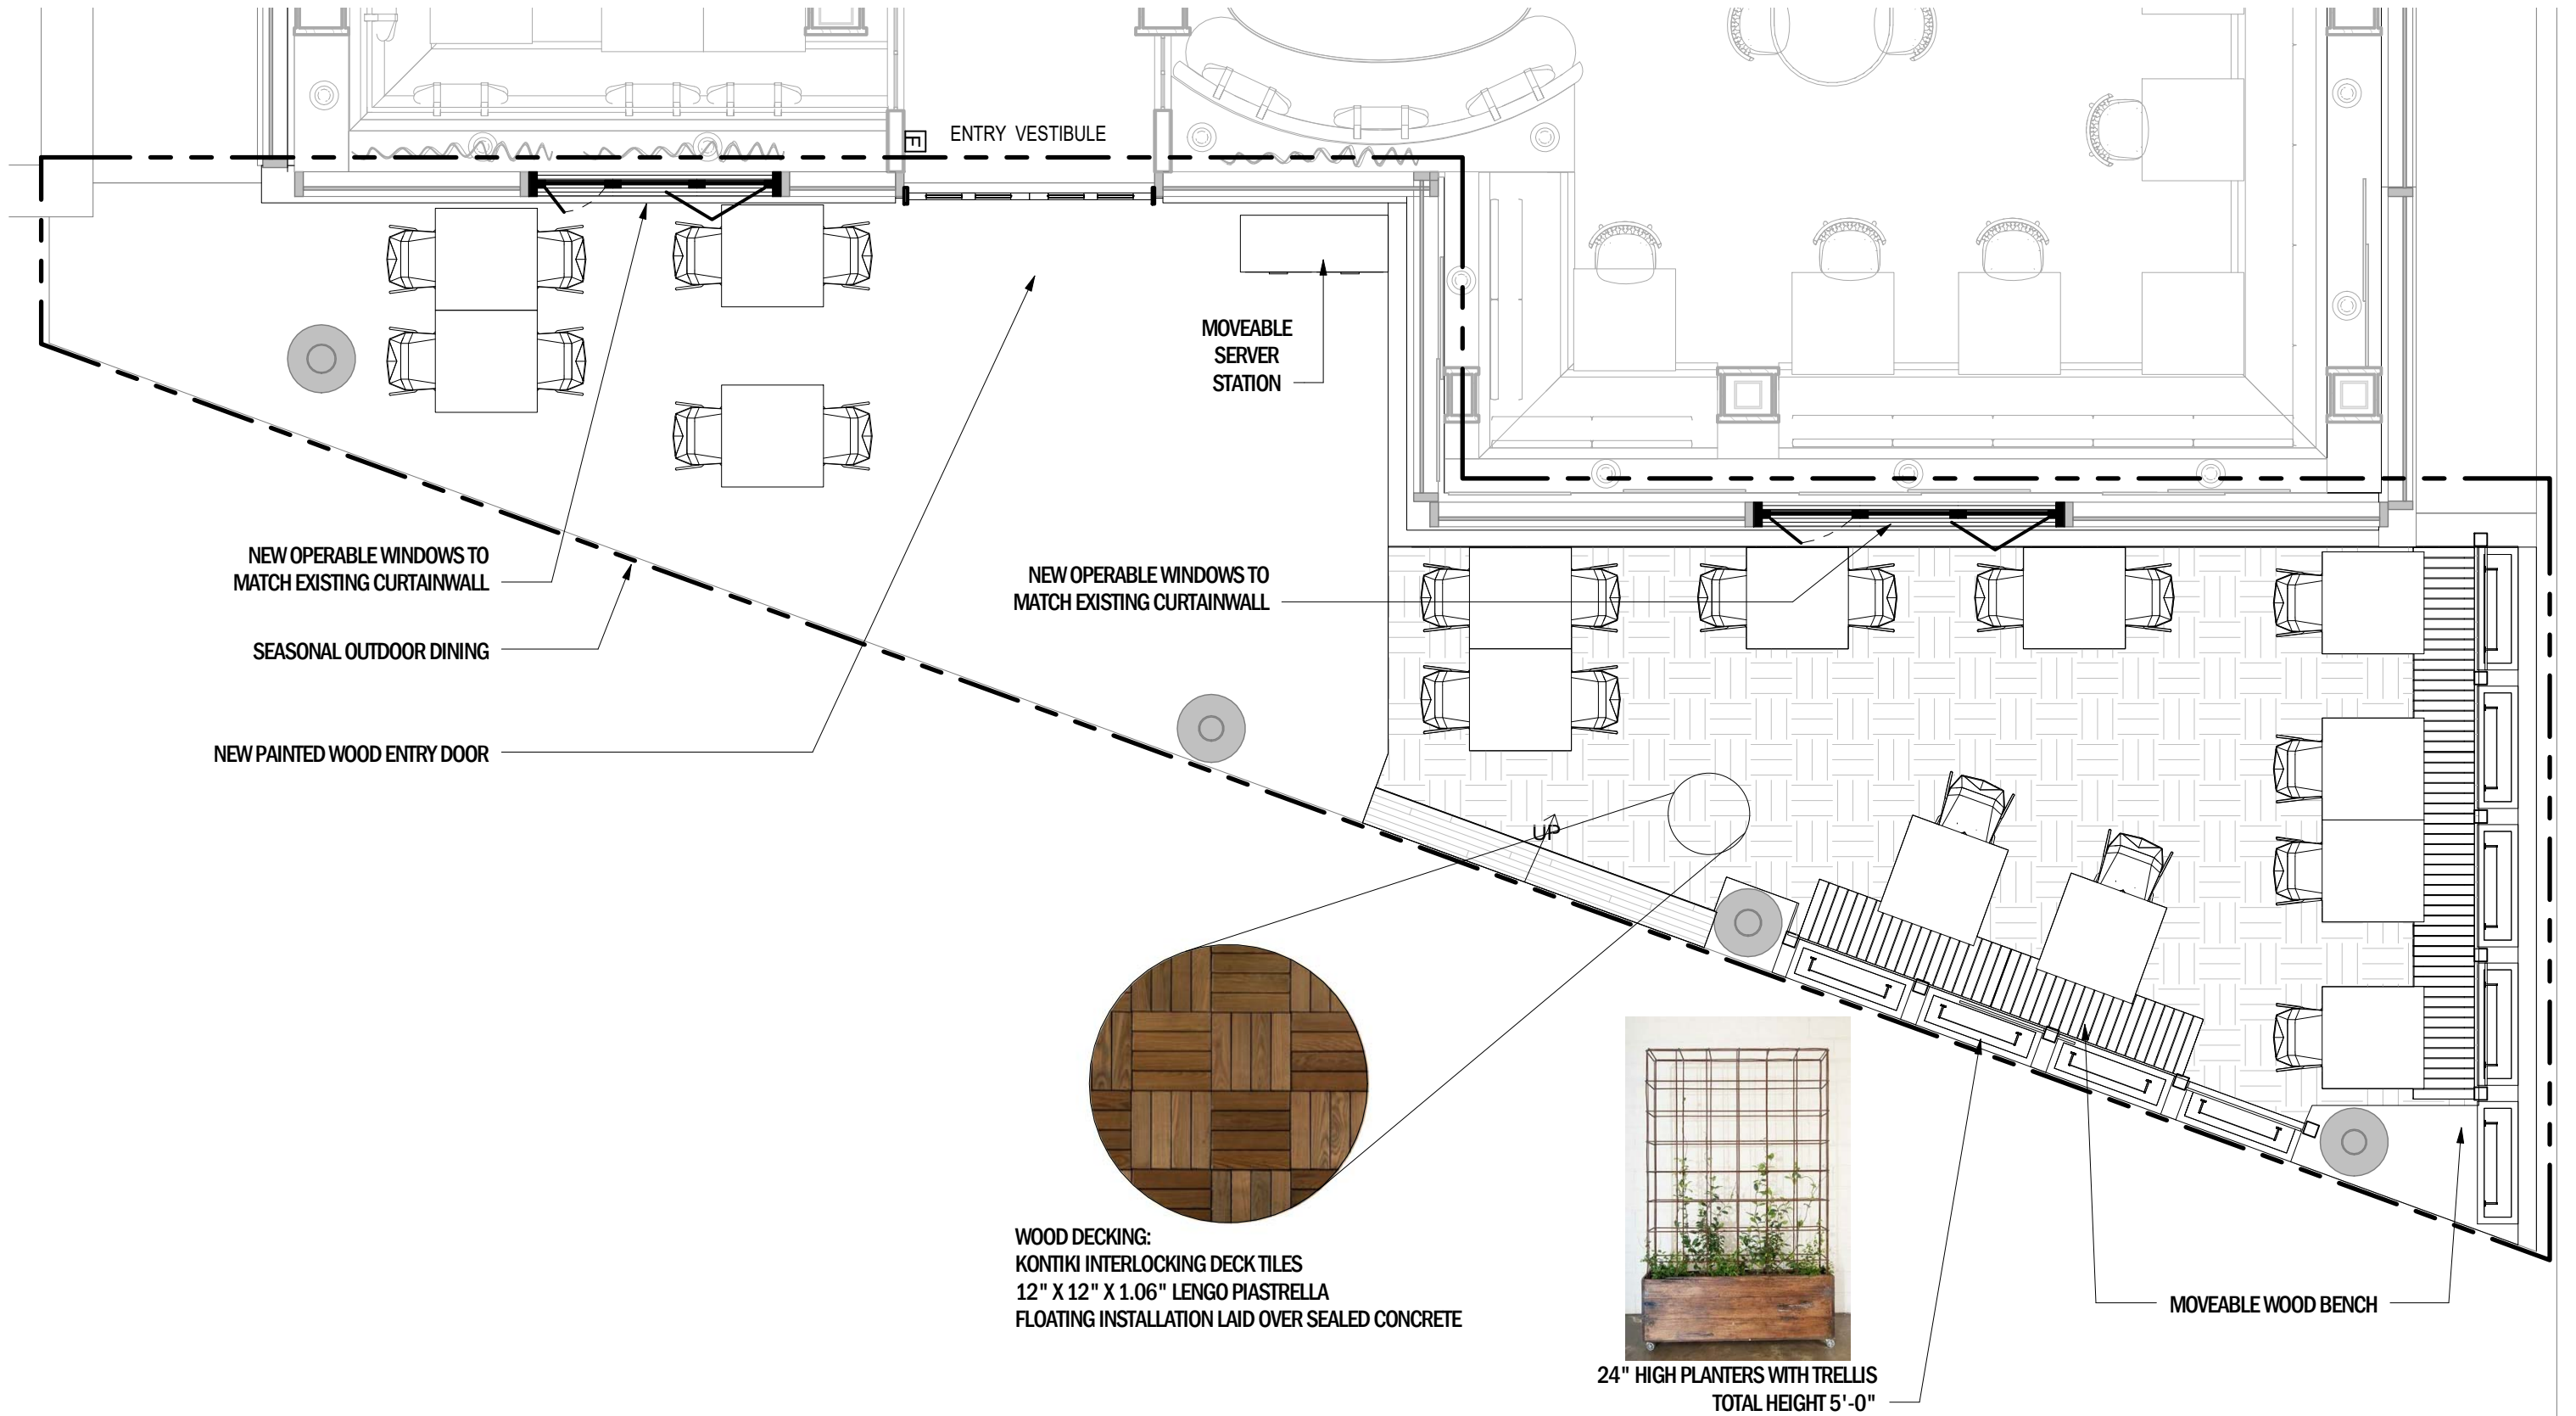 E
ENTRY VESTIBULE
MOVEABLE
SERVER
STATION
NEW OPERABLE WINDOWS TO
MATCH EXISTING CURTAINWALL
SEASONAL OUTDOOR DINING
NEW PAINTED WOOD ENTRY DOOR
NEW OPERABLE WINDOWS TO
MATCH EXISTING CURTAINWALL
UP
WOOD DECKING:
KONTIKI INTERLOCKING DECK TILES
12" X 12" X 1.06" LENGO PIASTRELLA
FLOATING INSTALLATION LAID OVER SEALED CONCRETE
24" HIGH PLANTERS WITH TRELLIS
TOTAL HEIGHT 5'-0"
MOVEABLE WOOD BENCH